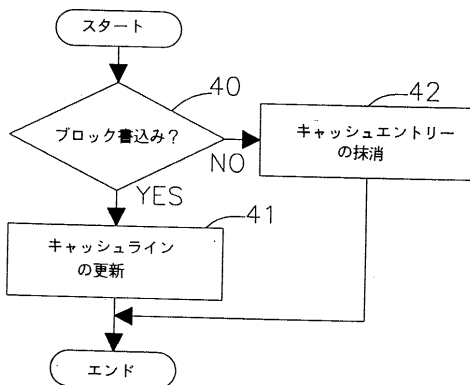 スタート
40
ブロック書込み?
NO
YES
42
キャッシュエントリー
の抹消
41
キャッシュライン
の更新
エンド